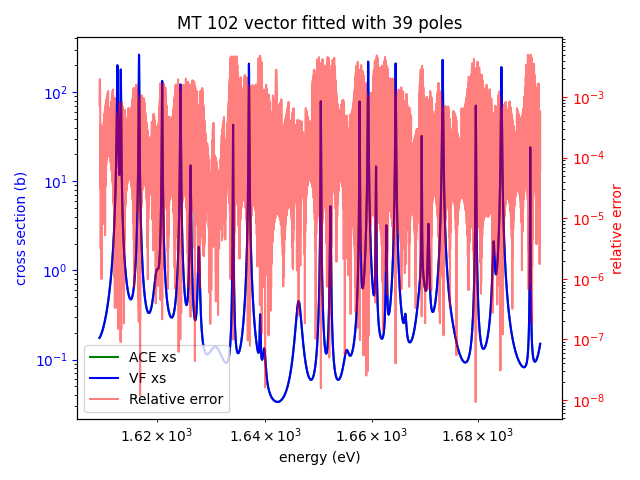 MT 102 vector fitted with 39 poles
cross section (b)
10²
10¹
10⁰
10⁻¹
10⁻³
10⁻⁴
10⁻⁵
10⁻⁶
10⁻⁷
10⁻⁸
relative error
ACE xs
VF xs
Relative error
1.62 × 10³ 1.64 × 10³ 1.66 × 10³ 1.68 × 10³
energy (eV)